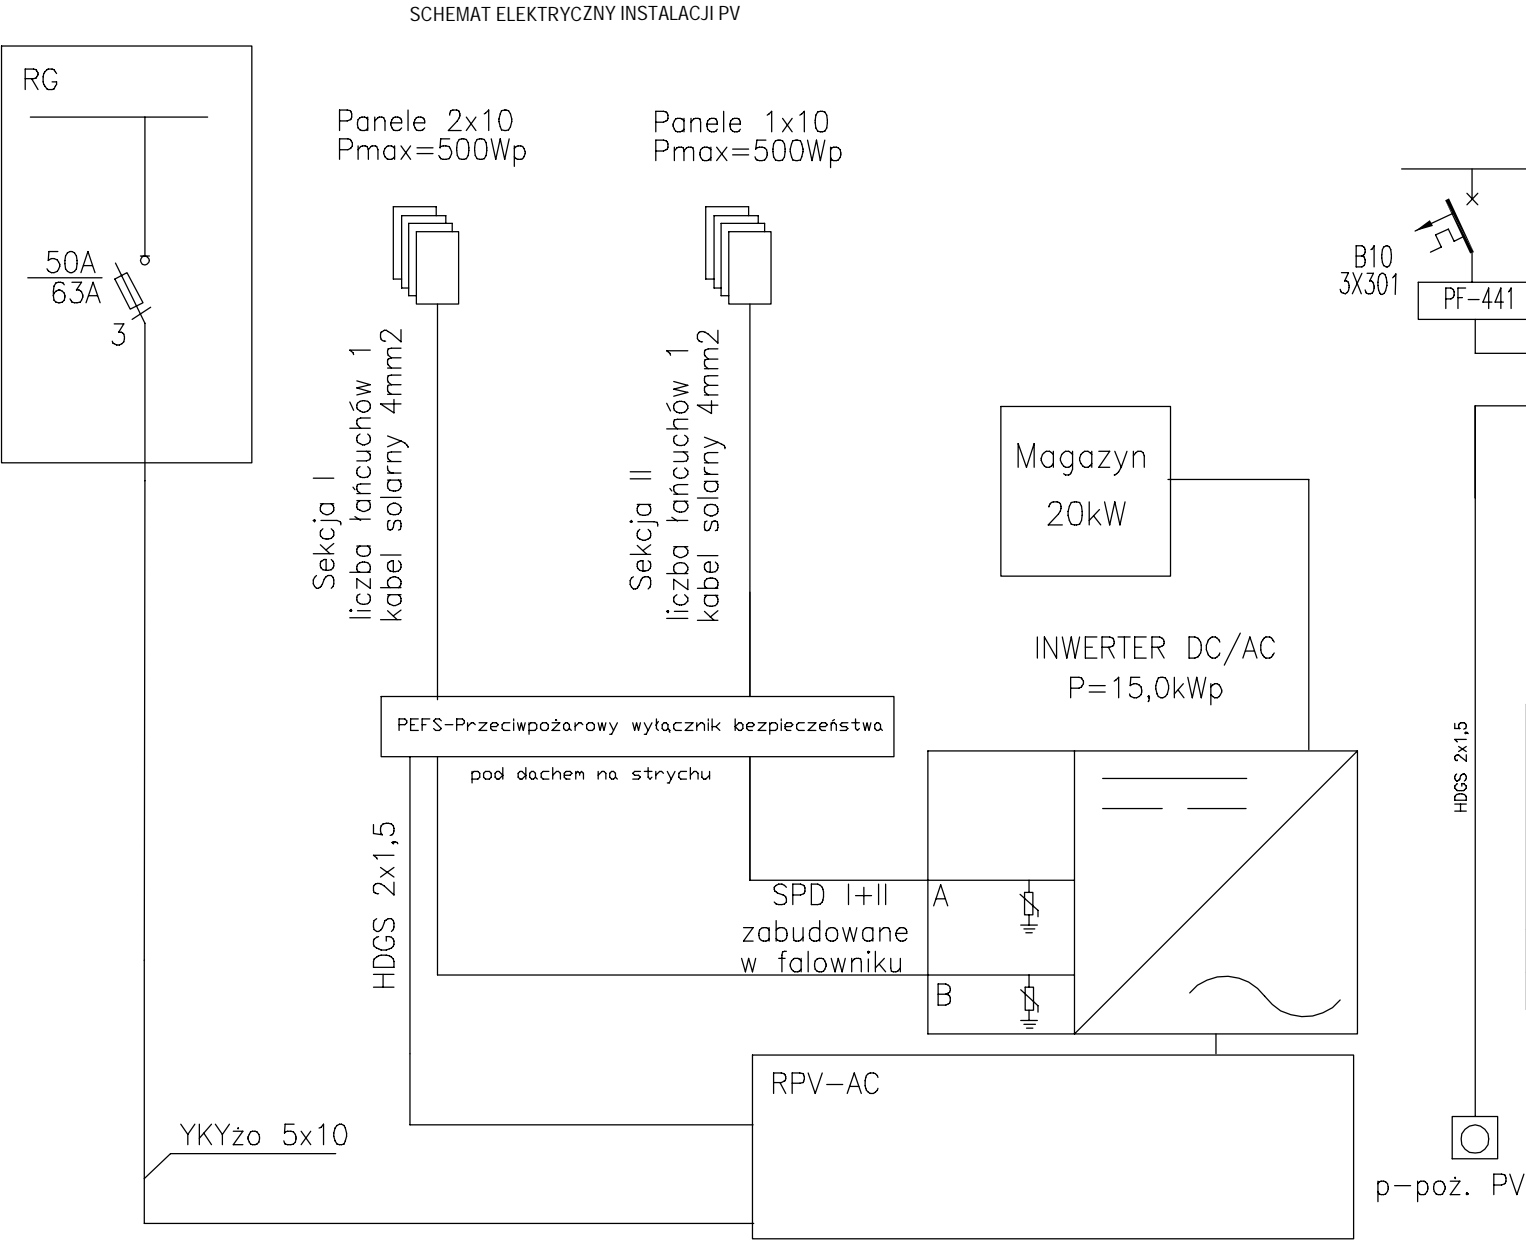 SCHEMAT ELEKTRYCZNY INSTALACJI PV
RG
50A
63A
3
Panele 2x10
Pmax=500Wp
Panele 1x10
Pmax=500Wp
Sekcja I
liczba łańcuchów 1
kabel solarny 4mm2
Sekcja II
liczba łańcuchów 1
kabel solarny 4mm2
B10
3X301
PF-441
Magazyn
20kW
INWERTER DC/AC
P=15,0kWp
PEFS-Przeciwpożarowy wyłącznik bezpieczeństwa
pod dachem na strychu
HDGS 2x1,5
HDGS 2x1,5
SPD I+II
zabudowane
w falowniku
A
B
RPV-AC
YKYżo 5x10
p-poż. PV